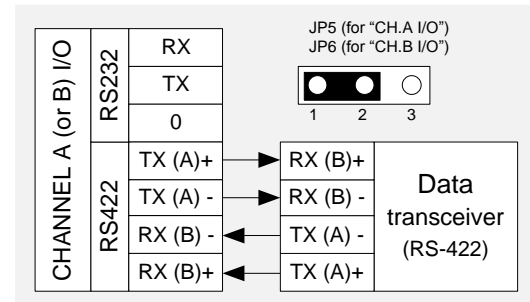 JP5 (for “CH.A I/O”)
JP6 (for “CH.B I/O”)
1 2 3
CHANNEL A (or B) I/O
RS232
RX
TX
0
RS422
TX (A)+
TX (A) -
RX (B) -
RX (B)+
RX (B)+
RX (B) -
TX (A) -
TX (A)+
Data
transceiver
(RS-422)